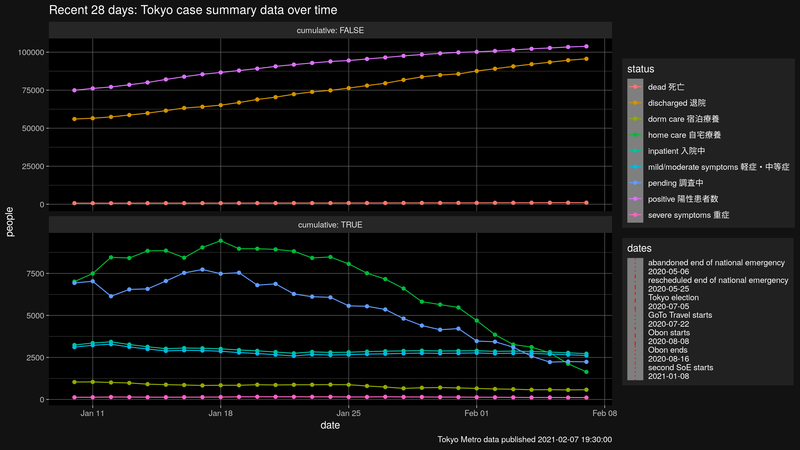 Recent 28 days: Tokyo case summary data over time
cumulative: FALSE
100000
75000
50000
25000
0
cumulative: TRUE
7500
5000
2500
0
people
Jan 11
Jan 18
Jan 25
Feb 01
Feb 08
date
status
dead 死亡
discharged 退院
dorm care 宿泊療養
home care 自宅療養
inpatient 入院中
mild/moderate symptoms 軽症・中等症
pending 調査中
positive 陽性患者数
severe symptoms 重症
dates
abandoned end of national emergency
2020-05-06
rescheduled end of national emergency
2020-05-25
Tokyo election
2020-07-05
GoTo Travel starts
2020-07-22
Obon starts
2020-08-08
Obon ends
2020-08-16
second SoE starts
2021-01-08
Tokyo Metro data published 2021-02-07 19:30:00